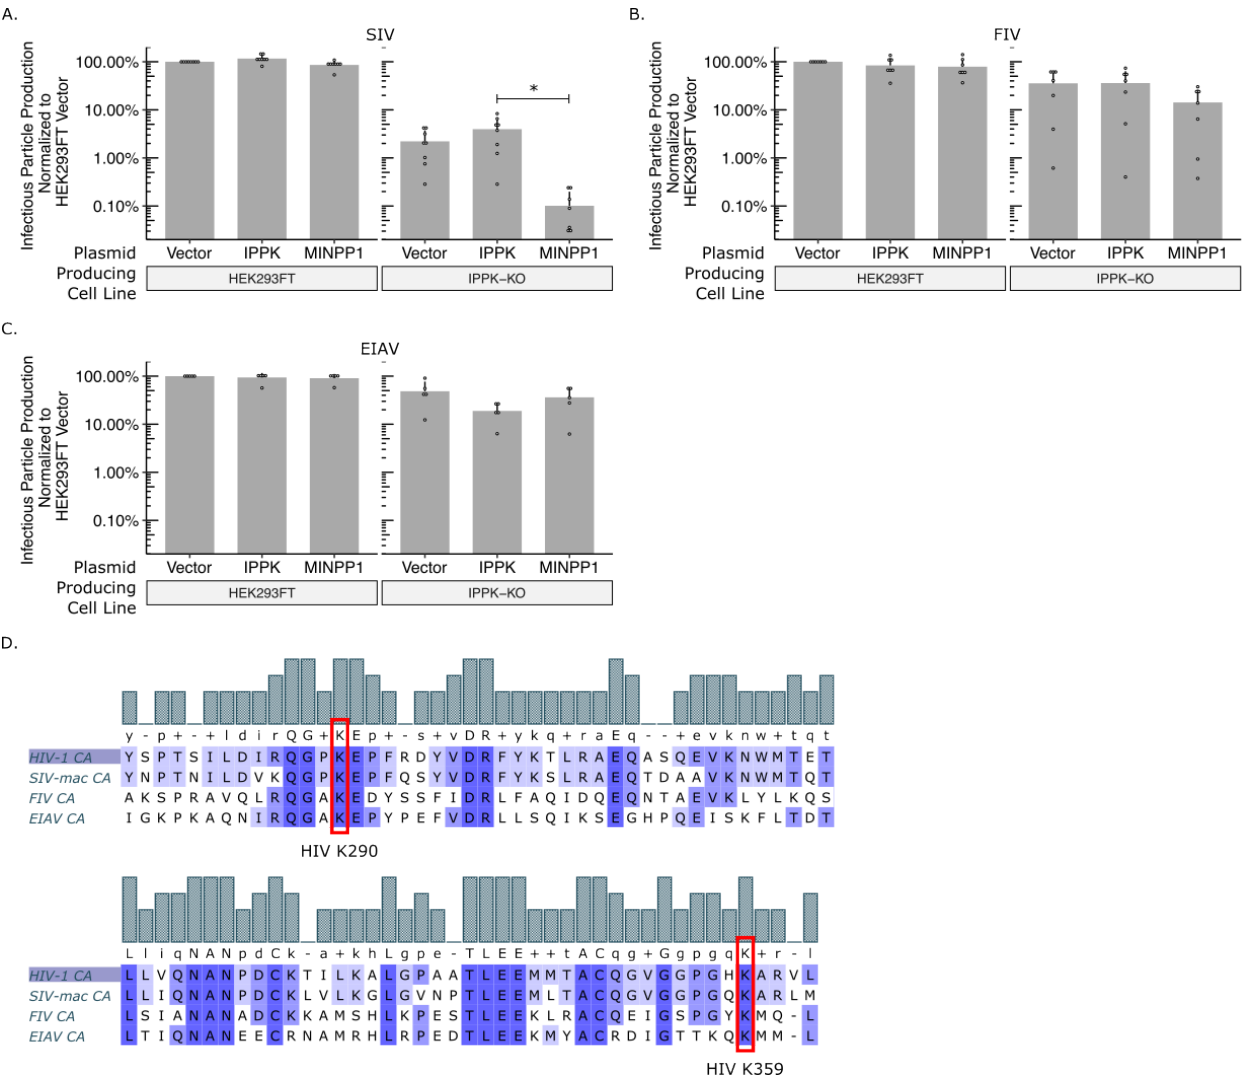 A.
SIV
Infectious Particle Production
Normalized to
HEK293FT Vector
100.00%
10.00%
1.00%
0.10%
*
Plasmid
Vector IPPK MINPP1 Vector IPPK MINPP1
Producing
Cell Line
HEK293FT IPPK-KO
B.
FIV
Infectious Particle Production
Normalized to
HEK293FT Vector
100.00%
10.00%
1.00%
0.10%
Plasmid
Vector IPPK MINPP1 Vector IPPK MINPP1
Producing
Cell Line
HEK293FT IPPK-KO
C.
EIAV
Infectious Particle Production
Normalized to
HEK293FT Vector
100.00%
10.00%
1.00%
0.10%
Plasmid
Vector IPPK MINPP1 Vector IPPK MINPP1
Producing
Cell Line
HEK293FT IPPK-KO
D.
y - p + - + l d i r Q G + K E p + - s + v D R + y k q + r a E q - - + e v k n w + t q t
HIV-1 CA Y S P T S I L D I R Q G P K E P F R D Y V D R F Y K T L R A E Q A S Q E V K N W M T E T
SIV-mac CA Y N P T N I L D V K Q G P K E P F Q S Y V D R F Y K S L R A E Q T D A A V K N W M T Q T
FIV CA A K S P R A V Q L R Q G A K E D Y S S F I D R L F A Q I D Q E Q N T A E V K L Y L K Q S
EIAV CA I G K P K A Q N I R Q G A K E P Y P E F V D R L L S Q I K S E G H P Q E I S K F L T D T
HIV K290
L l i q N A N p d C k - a + k h L g p e - T L E E + + t A C q g + G g p g q K + r - l
HIV-1 CA L L V Q N A N P D C K T I L K A L G P A A T L E E M M T A C Q G V G G P G H K A R V L
SIV-mac CA L L I Q N A N P D C K L V L K G L G V N P T L E E M L T A C Q G V G G P G Q K A R L M
FIV CA L S I A N A N A D C K K A M S H L K P E S T L E E K L R A C Q E I G S P G Y K M Q - L
EIAV CA L T I Q N A N E E C R N A M R H L R P E D T L E E K M Y A C R D I G T T K Q K M M - L
HIV K359